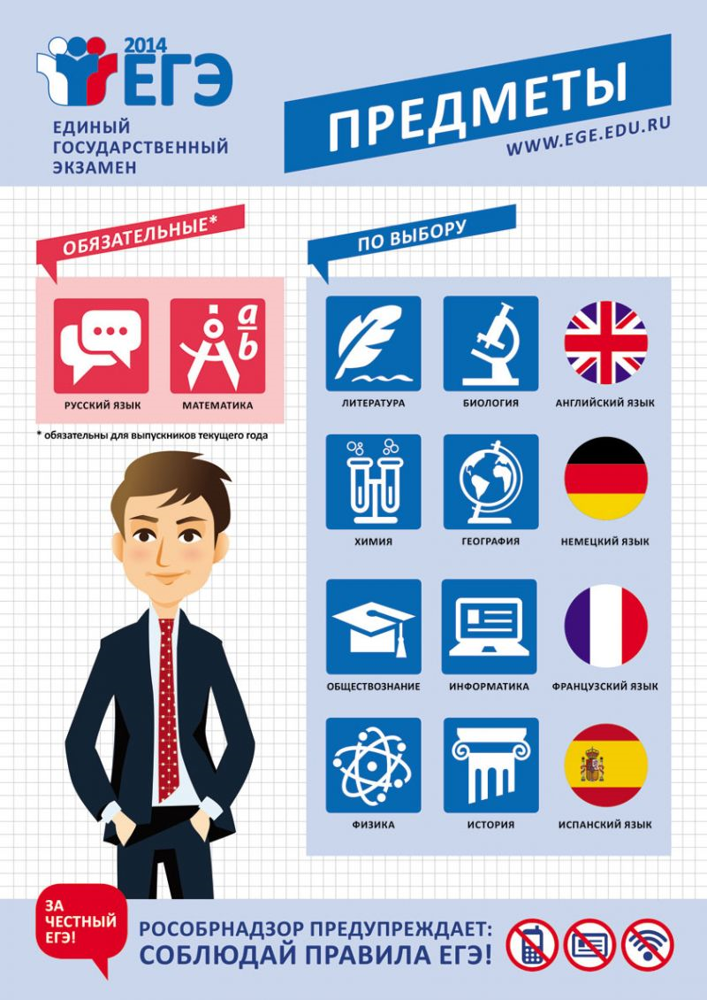 2014
ЕГЭ
ЕДИНЫЙ
ГОСУДАРСТВЕННЫЙ
ЭКЗАМЕН
ПРЕДМЕТЫ
WWW.EGE.EDU.RU
ОБЯЗАТЕЛЬНЫЕ*
a
b
РУССКИЙ ЯЗЫК
МАТЕМАТИКА
* обязательны для выпускников текущего года
ПО ВЫБОРУ
ЛИТЕРАТУРА
БИОЛОГИЯ
АНГЛИЙСКИЙ ЯЗЫК
ХИМИЯ
ГЕОГРАФИЯ
НЕМЕЦКИЙ ЯЗЫК
ОБЩЕСТВОЗНАНИЕ
ИНФОРМАТИКА
ФРАНЦУЗСКИЙ ЯЗЫК
ФИЗИКА
ИСТОРИЯ
ИСПАНСКИЙ ЯЗЫК
ЗА
ЧЕСТНЫЙ
ЕГЭ!
РОСОБРНАДЗОР ПРЕДУПРЕЖДАЕТ:
СОБЛЮДАЙ ПРАВИЛА ЕГЭ!